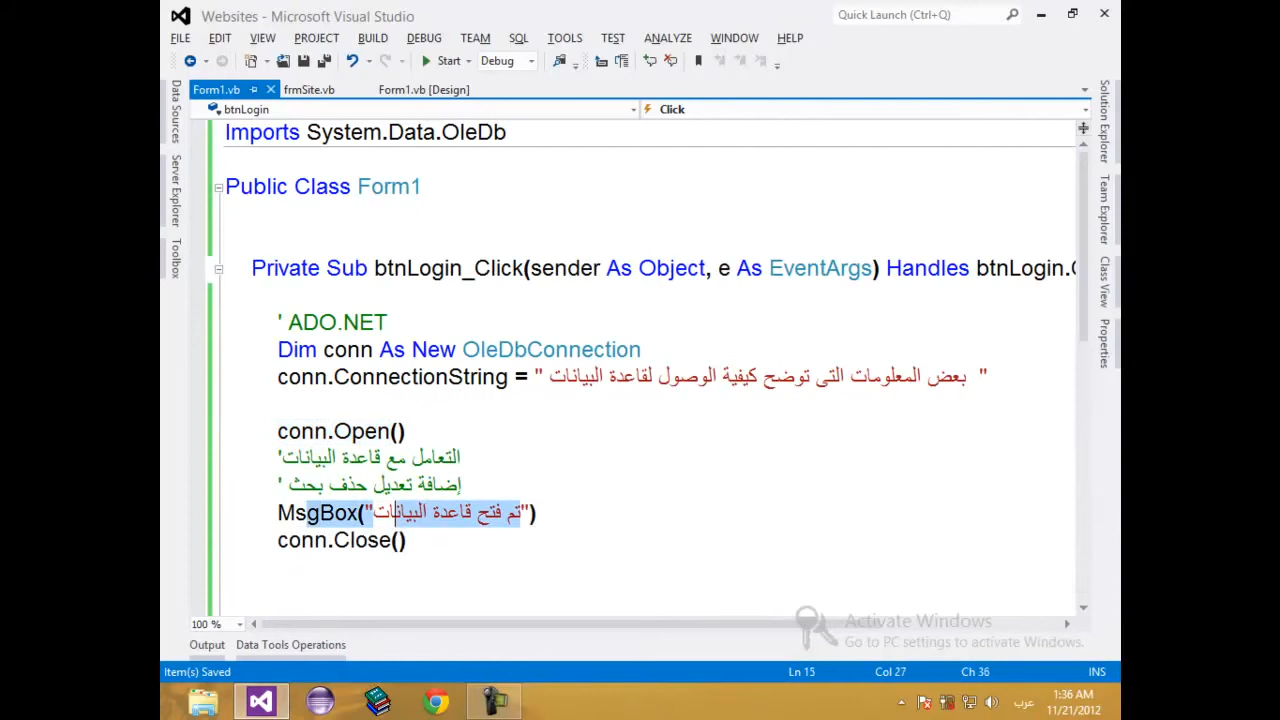 Websites - Microsoft Visual Studio
Quick Launch (Ctrl+Q)
FILE EDIT VIEW PROJECT BUILD DEBUG TEAM SQL TOOLS TEST ANALYZE WINDOW HELP
Start Debug
Form1.vb frmSite.vb Form1.vb [Design]
btnLogin Click
Imports System.Data.OleDb
Public Class Form1
Private Sub btnLogin_Click(sender As Object, e As EventArgs) Handles btnLogin.
' ADO.NET
Dim conn As New OleDbConnection
conn.ConnectionString = " بعض المعلومات التى توضح كيفية الوصول لقاعدة البيانات "
conn.Open()
'التعامل مع قاعدة البيانات
' إضافة تعديل حذف بحث
MsgBox("تم فتح قاعدة البيانات")
conn.Close()
Data Sources
Server Explorer
Toolbox
Solution Explorer
Team Explorer
Class View
Properties
Activate Windows
Go to PC settings to activate Windows.
100 %
Output Data Tools Operations
Item(s) Saved Ln 15 Col 27 Ch 36 INS
عرب
1:36 AM
11/21/2012